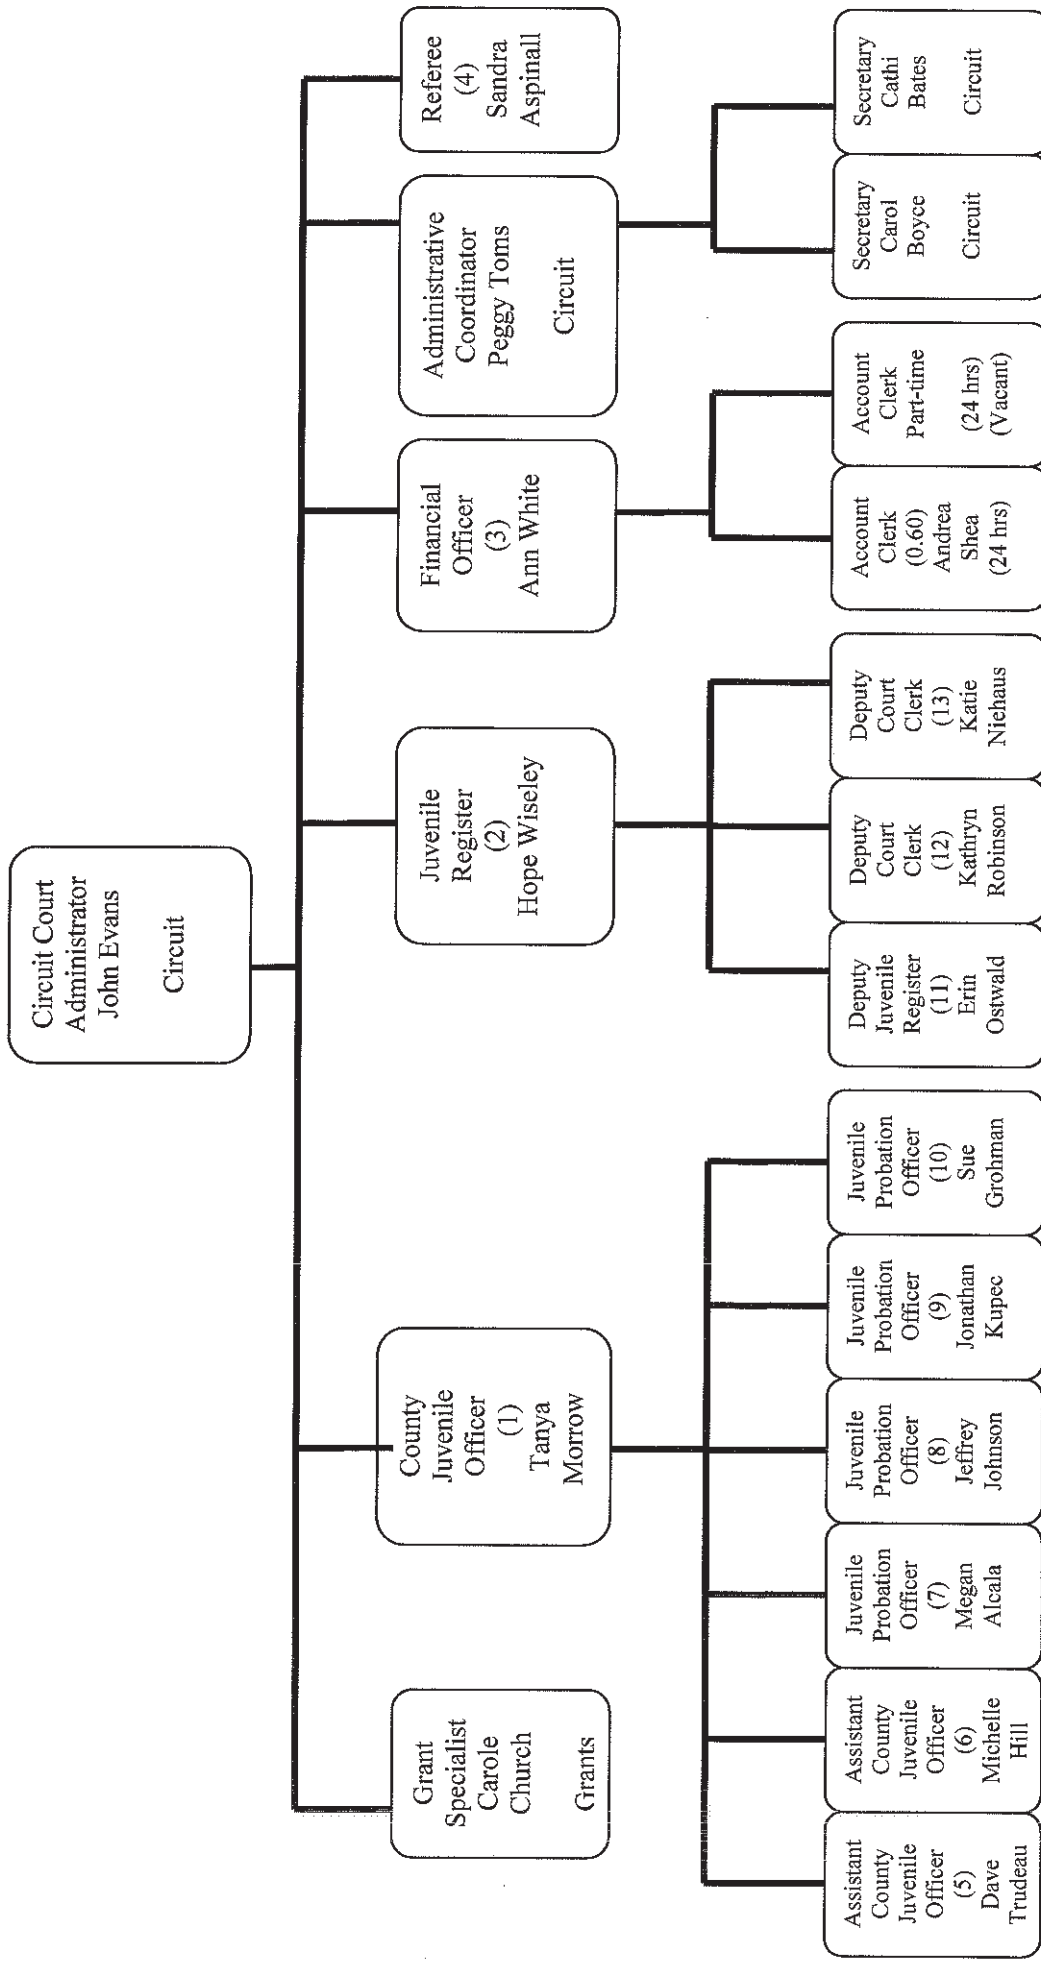 Circuit Court
Administrator
John Evans
Circuit
Grant
Specialist
Carole
Church
Grants
County
Juvenile
Officer
(1)
Tanya
Morrow
Juvenile
Register
(2)
Hope Wiseley
Financial
Officer
(3)
Ann White
Administrative
Coordinator
Peggy Toms
Circuit
Referee
(4)
Sandra
Aspinall
Assistant
County
Juvenile
Officer
(5)
Dave
Trudeau
Assistant
County
Juvenile
Officer
(6)
Michelle
Hill
Juvenile
Probation
Officer
(7)
Megan
Alcala
Juvenile
Probation
Officer
(8)
Jeffrey
Johnson
Juvenile
Probation
Officer
(9)
Jonathan
Kupec
Juvenile
Probation
Officer
(10)
Sue
Grohman
Deputy
Juvenile
Register
(11)
Erin
Ostwald
Deputy
Court
Clerk
(12)
Kathryn
Robinson
Deputy
Court
Clerk
(13)
Katie
Niehaus
Account
Clerk
(0.60)
Andrea
Shea
(24 hrs)
Account
Clerk
Part-time
(24 hrs)
(Vacant)
Secretary
Carol
Boyce
Circuit
Secretary
Cathi
Bates
Circuit